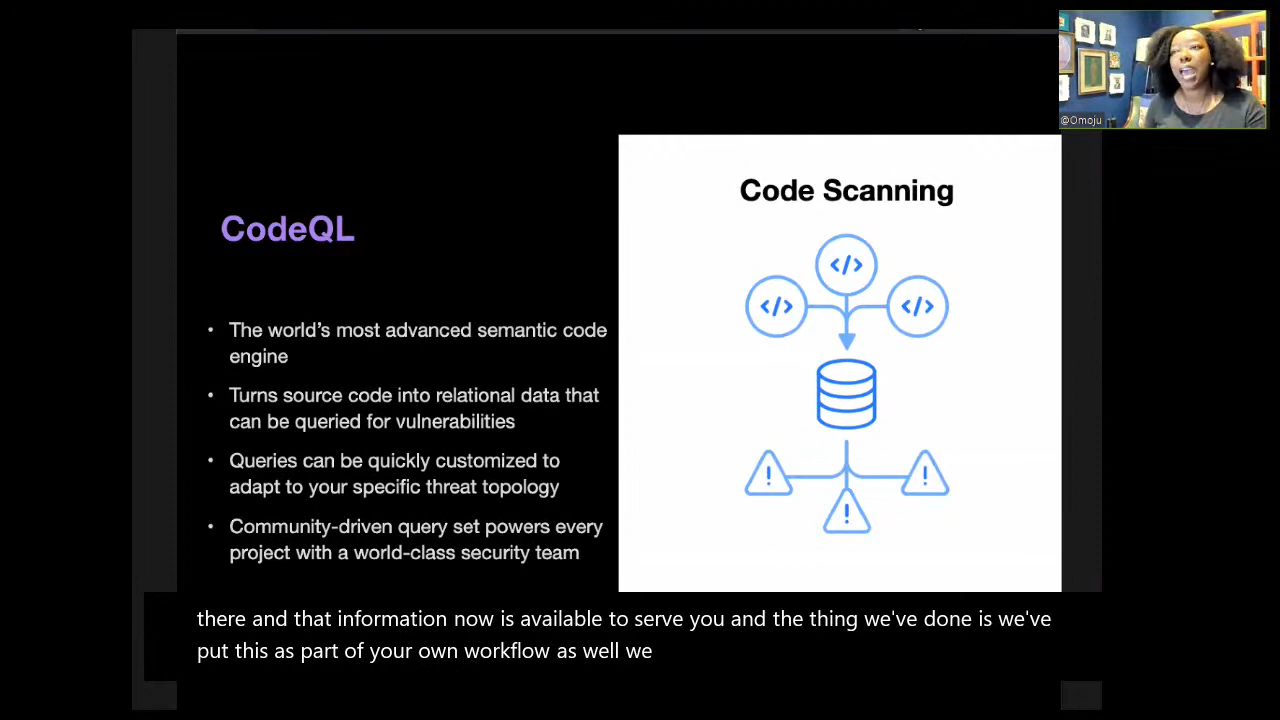 @Omoju
CodeQL
• The world's most advanced semantic code
engine
• Turns source code into relational data that
can be queried for vulnerabilities
• Queries can be quickly customized to
adapt to your specific threat topology
• Community-driven query set powers every
project with a world-class security team
Code Scanning
</>
</>
</>
!
!
!
there and that information now is available to serve you and the thing we've done is we've
put this as part of your own workflow as well we